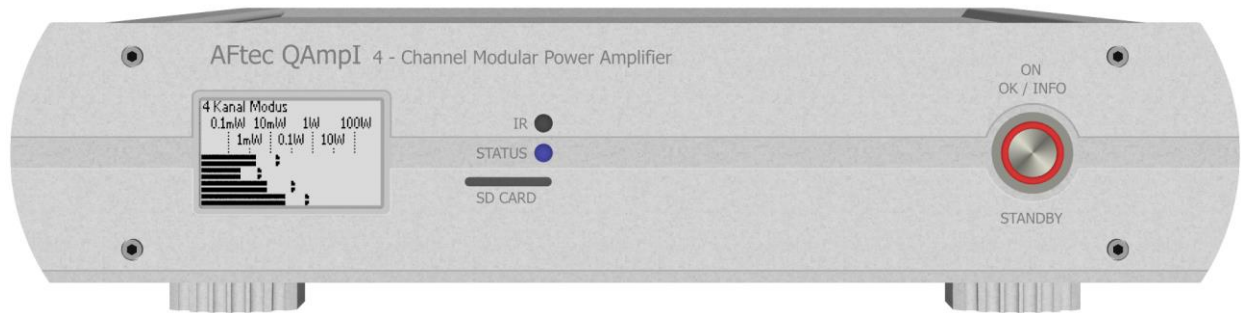 AFtec QAmpI 4 - Channel Modular Power Amplifier
4 Kanal Modus
0.1mW 10mW 1W 100W
1mW 0.1W 10W
IR
STATUS
SD CARD
ON
OK / INFO
STANDBY